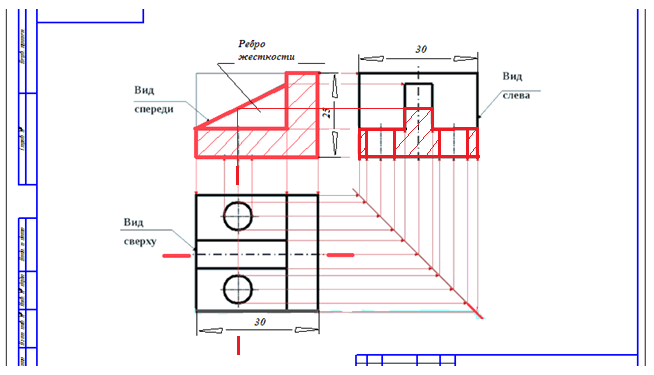 Ребро
жесткости
30
Вид
спереди
Вид
слева
25
Вид
сверху
30